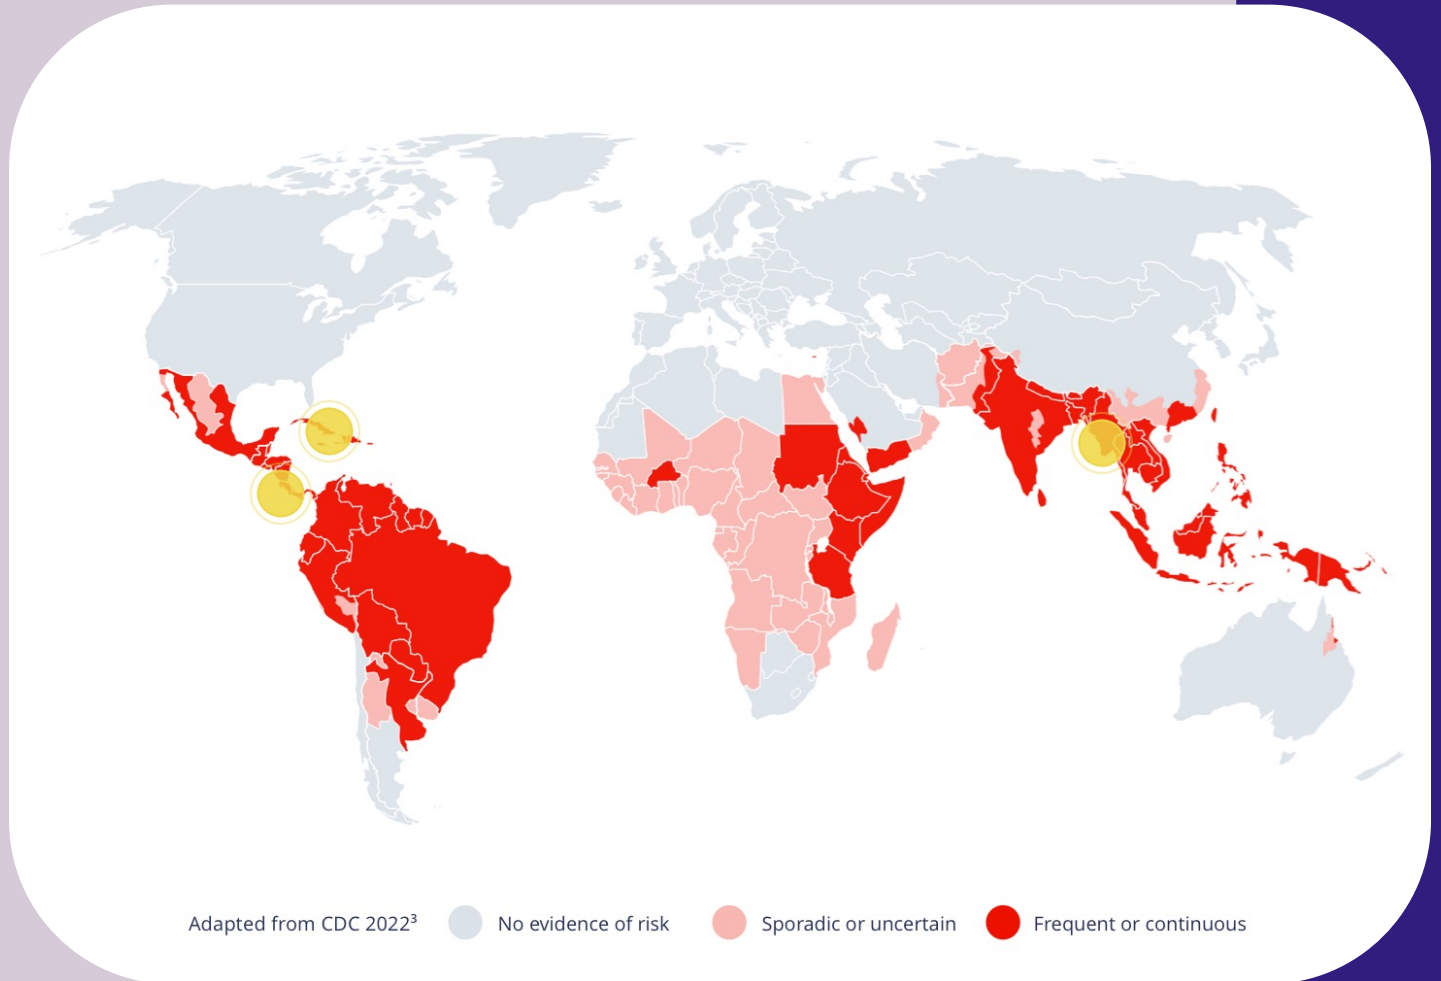 Adapted from CDC 2022³ No evidence of risk Sporadic or uncertain Frequent or continuous